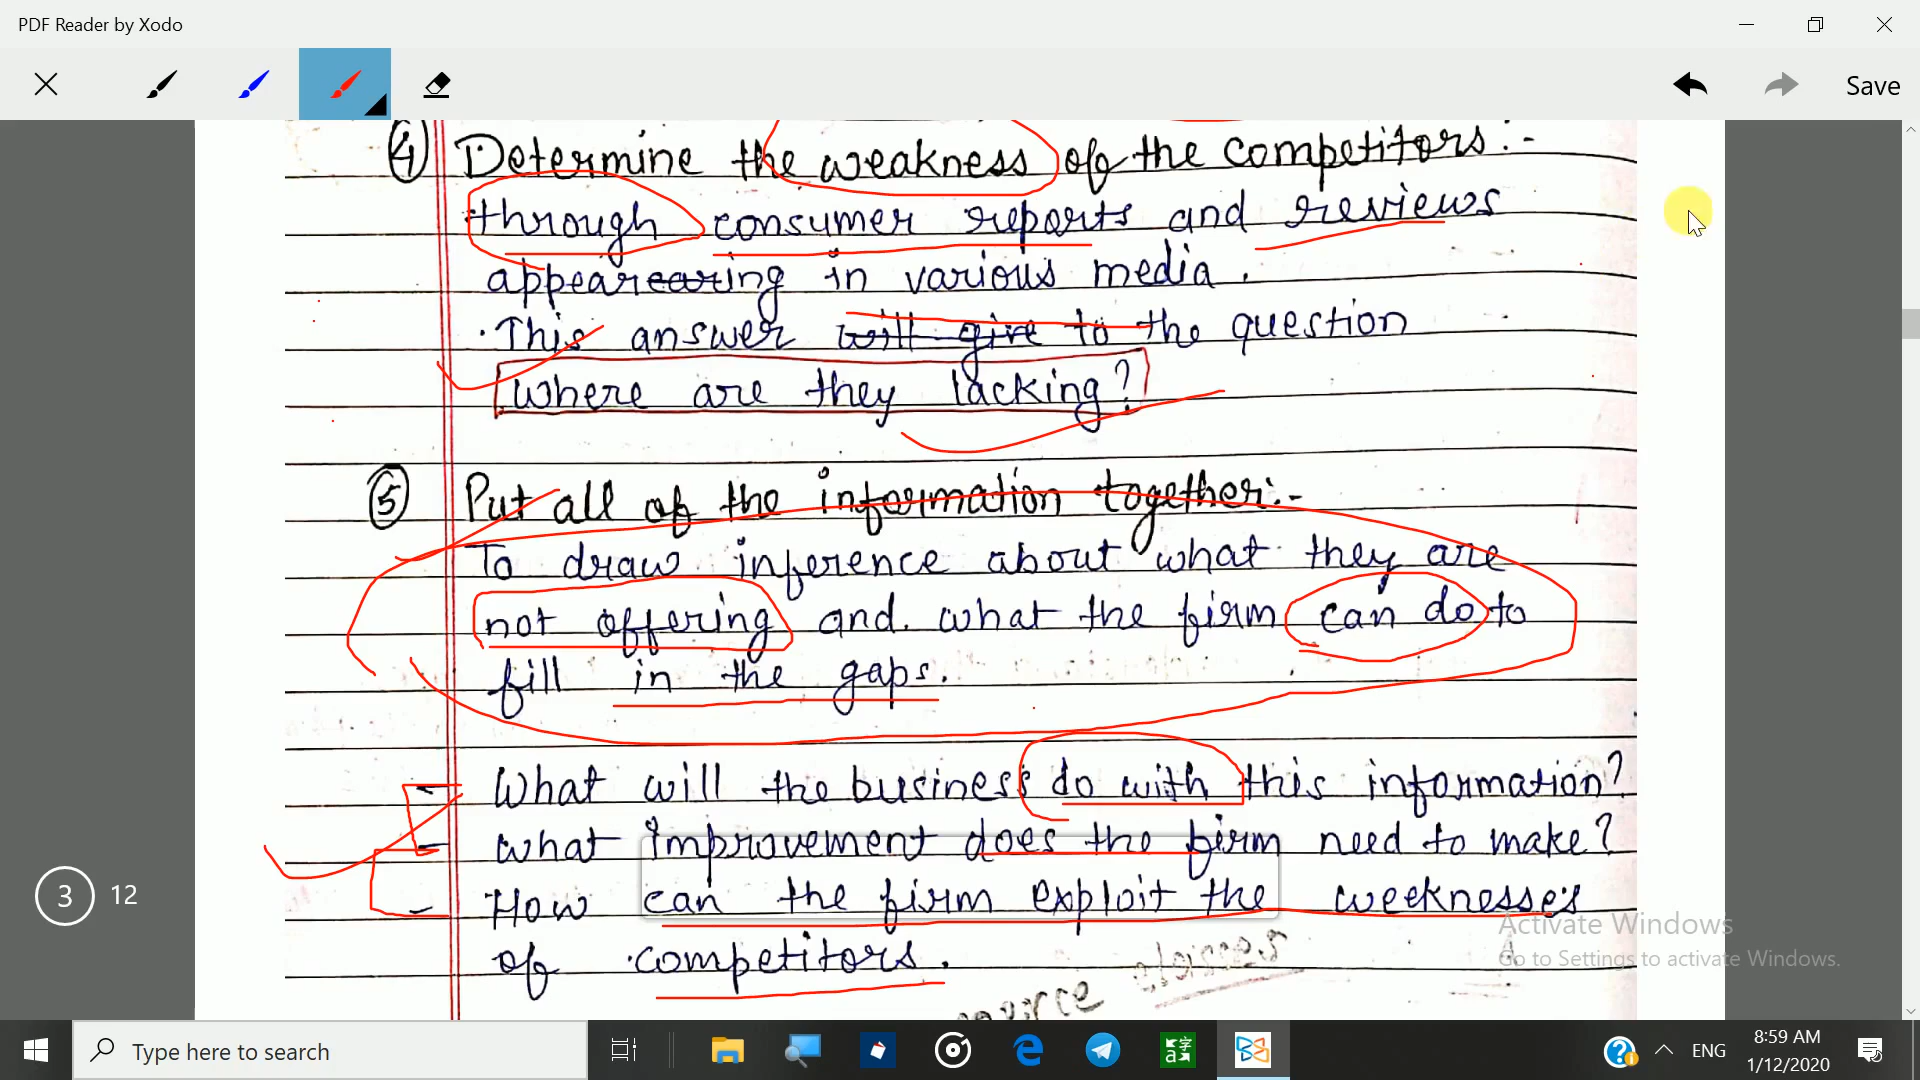 PDF Reader by Xodo
Save
④ Determine the weakness of the competitors:-
through consumer reports and reviews
appearing in various media.
·This answer will give to the question
where are they lacking?
⑤ Put all of the information together:-
To draw inference about what they are
not offering and what the firm can do to
fill in the gaps.
- What will the business do with this information?
- What improvement does the firm need to make?
- How can the firm exploit the weeknesses
of competitors.
classes
3 12
Activate Windows
Go to Settings to activate Windows.
Type here to search
ENG
8:59 AM
1/12/2020